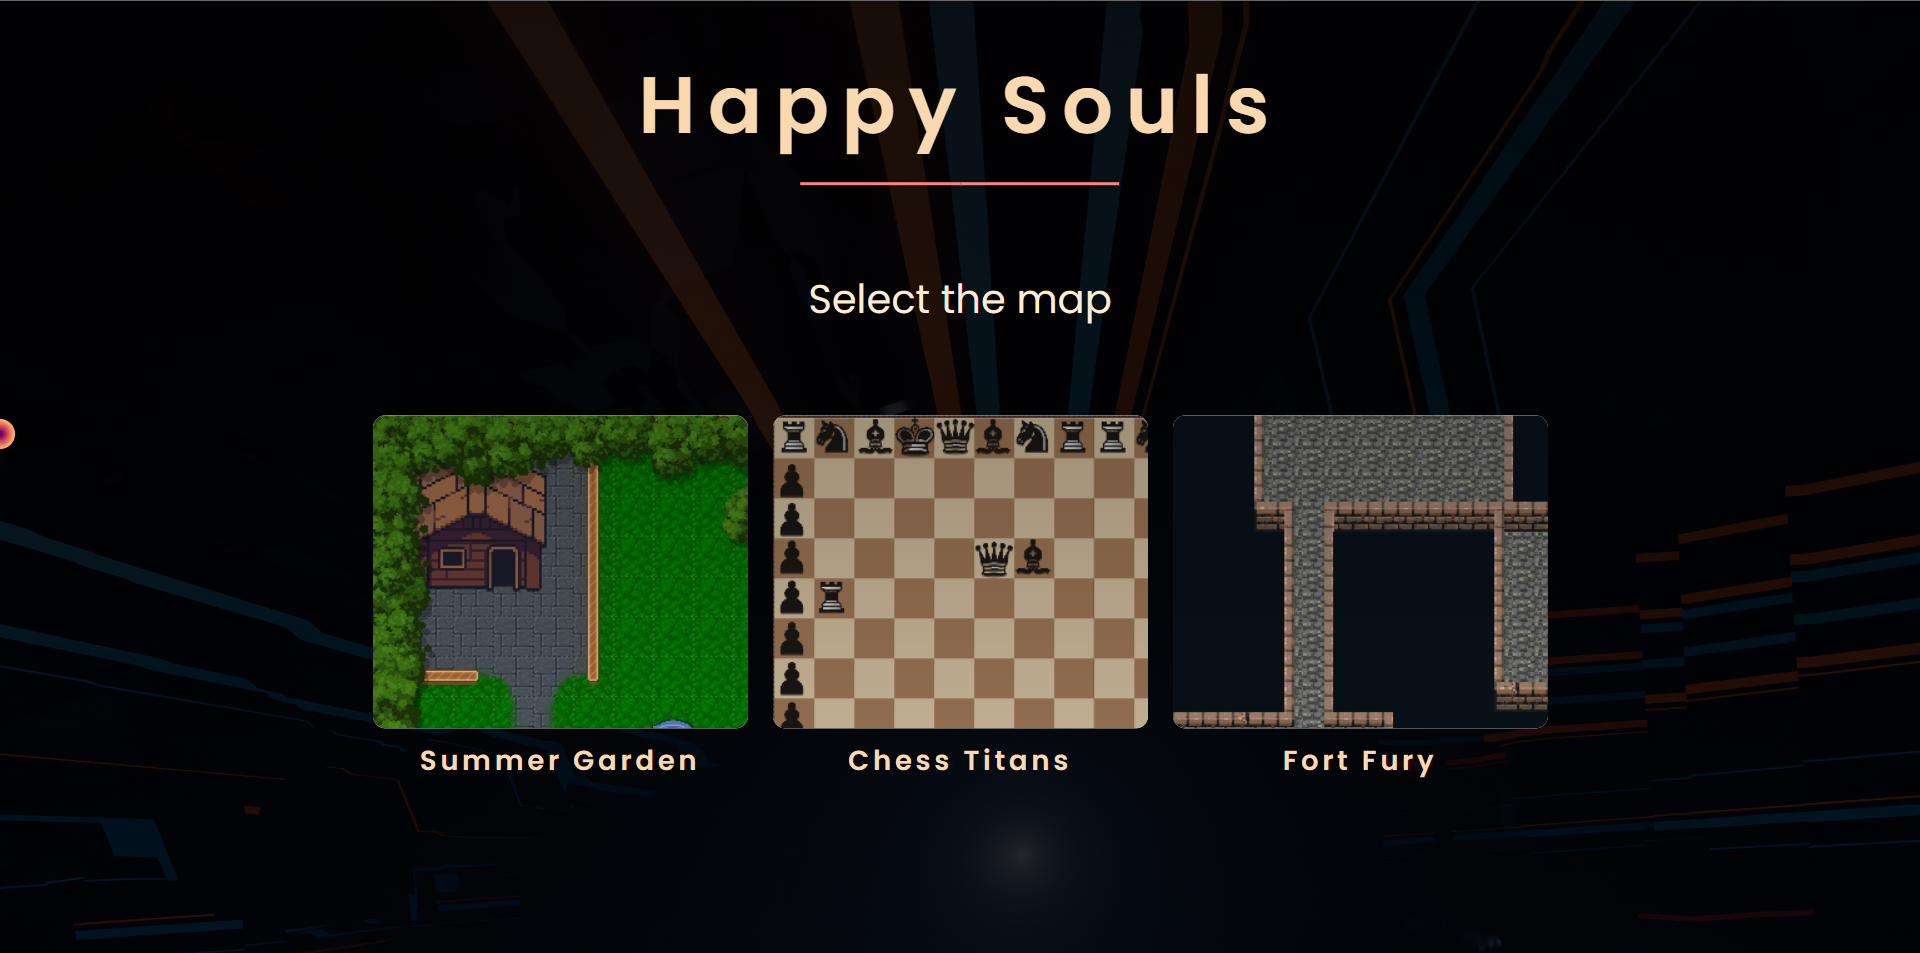 Happy Souls
Select the map
Summer Garden
Chess Titans
Fort Fury